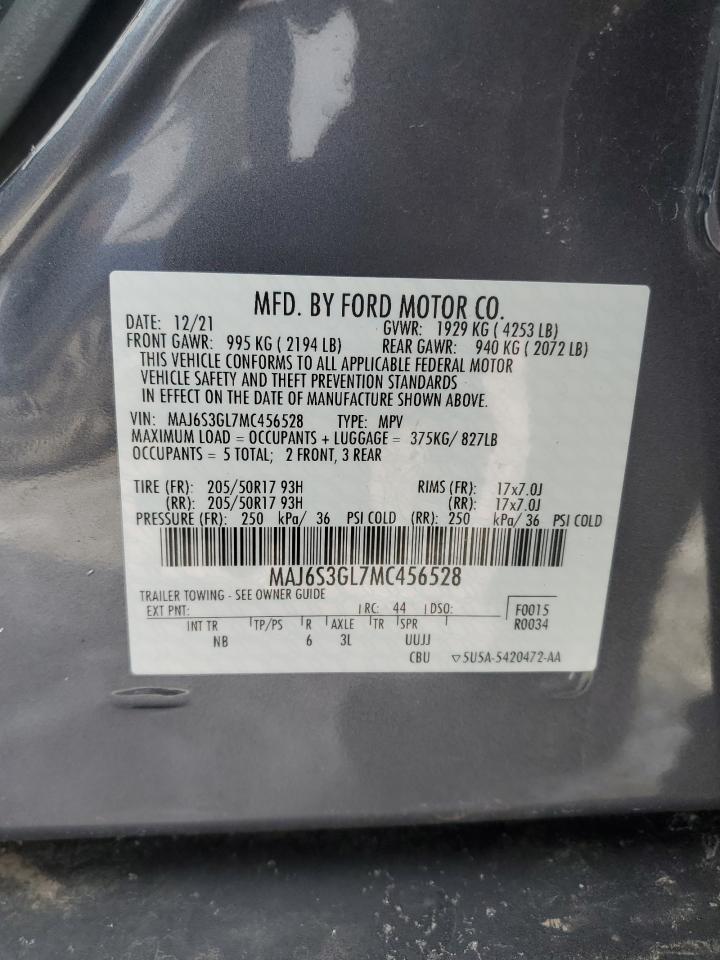 MFD. BY FORD MOTOR CO.
DATE: 12/21 GVWR: 1929 KG ( 4253 LB)
FRONT GAWR: 995 KG ( 2194 LB) REAR GAWR: 940 KG ( 2072 LB)
THIS VEHICLE CONFORMS TO ALL APPLICABLE FEDERAL MOTOR
VEHICLE SAFETY AND THEFT PREVENTION STANDARDS
IN EFFECT ON THE DATE OF MANUFACTURE SHOWN ABOVE.
VIN: MAJ6S3GL7MC456528 TYPE: MPV
MAXIMUM LOAD = OCCUPANTS + LUGGAGE = 375KG/ 827LB
OCCUPANTS = 5 TOTAL; 2 FRONT, 3 REAR
TIRE (FR): 205/50R17 93H RIMS (FR): 17x7.0J
(RR): 205/50R17 93H (RR): 17x7.0J
PRESSURE (FR): 250 kPa/ 36 PSI COLD (RR): 250 kPa/ 36 PSI COLD
MAJ6S3GL7MC456528
TRAILER TOWING - SEE OWNER GUIDE
EXT PNT: RC: 44 DSO: F0015
INT TR TP/PS R AXLE TR SPR R0034
NB 6 3L UUJJ
CBU ▽5U5A-5420472-AA